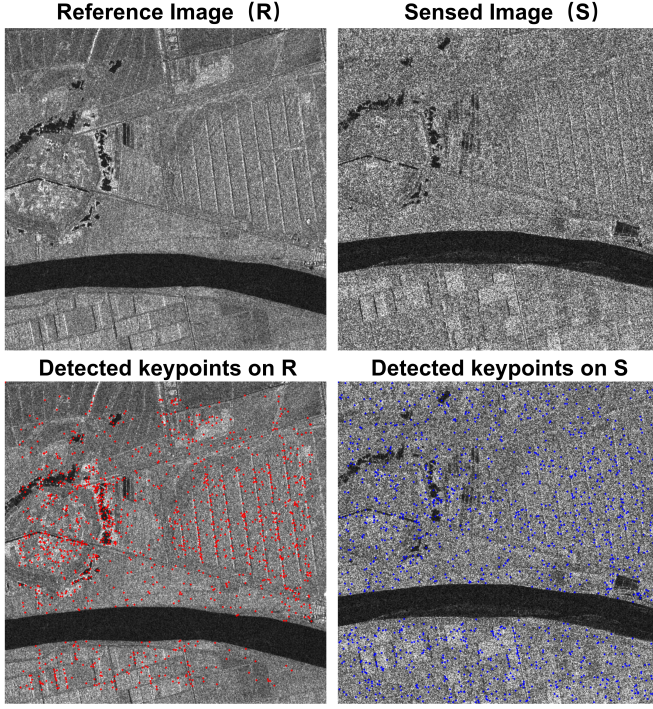 Reference Image（R）
Sensed Image（S）
Detected keypoints on R
Detected keypoints on S